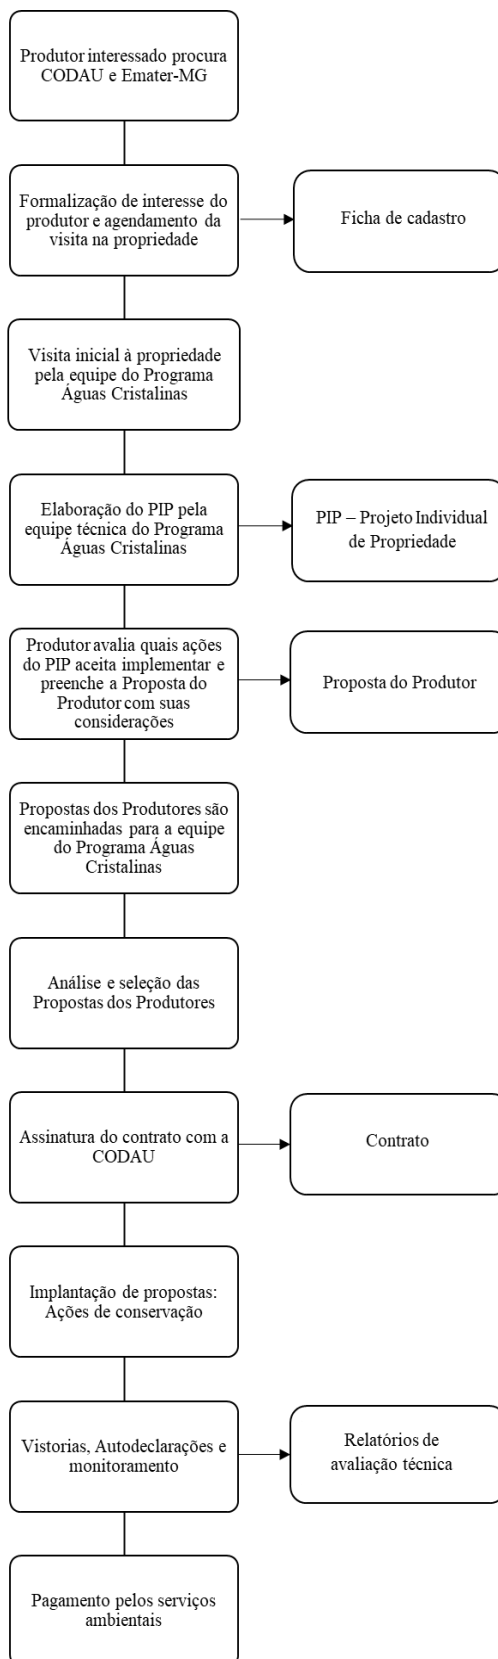 Produtor interessado procura
CODAU e Emater-MG
Formalização de interesse do
produtor e agendamento da
visita na propriedade
Ficha de cadastro
Visita inicial à propriedade
pela equipe do Programa
Águas Cristalinas
Elaboração do PIP pela
equipe técnica do Programa
Águas Cristalinas
PIP – Projeto Individual
de Propriedade
Produtor avalia quais ações
do PIP aceita implementar e
preenche a Proposta do
Produtor com suas
considerações
Proposta do Produtor
Propostas dos Produtores são
encaminhadas para a equipe
do Programa Águas
Cristalinas
Análise e seleção das
Propostas dos Produtores
Assinatura do contrato com a
CODAU
Contrato
Implantação de propostas:
Ações de conservação
Vistorias, Autodeclarações e
monitoramento
Relatórios de
avaliação técnica
Pagamento pelos serviços
ambientais